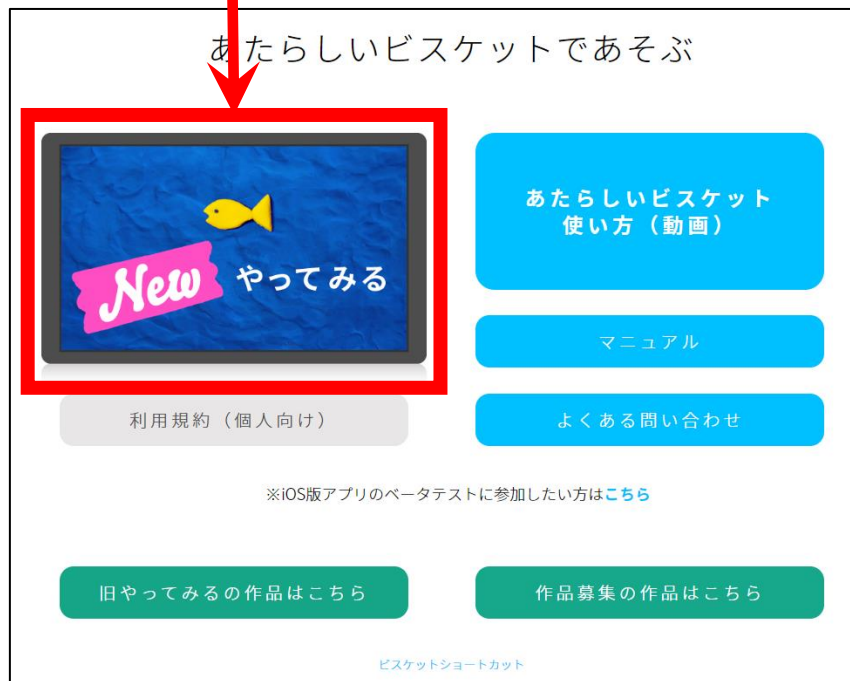 あたらしいビスケットであそぶ
New やってみる
あたらしいビスケット
使い方（動画）
マニュアル
利用規約（個人向け）
よくある問い合わせ
※iOS版アプリのベータテストに参加したい方はこちら
旧やってみるの作品はこちら
作品募集の作品はこちら
ビスケットショートカット